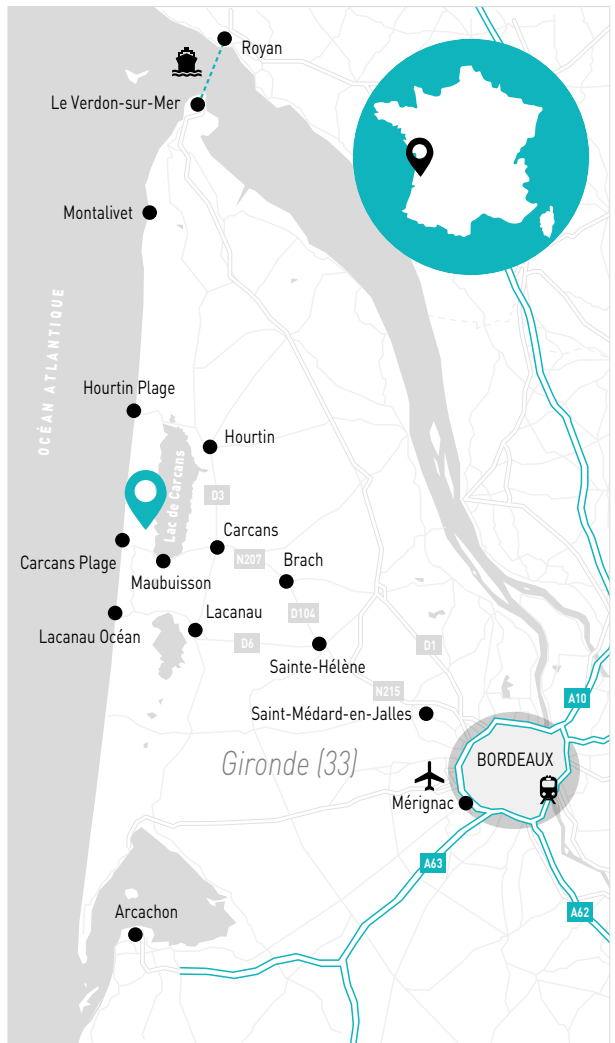 Royan
Le Verdon-sur-Mer
Montalivet
OCÉAN ATLANTIQUE
Hourtin Plage
Hourtin
Lac de Carcans
D3
Carcans
Carcans Plage
N207
Maubuisson
Brach
Lacanau
D104
Lacanau Océan
D6
Sainte-Hélène
D1
N215
A10
Saint-Médard-en-Jalles
Gironde (33)
BORDEAUX
Mérignac
A63
A62
Arcachon